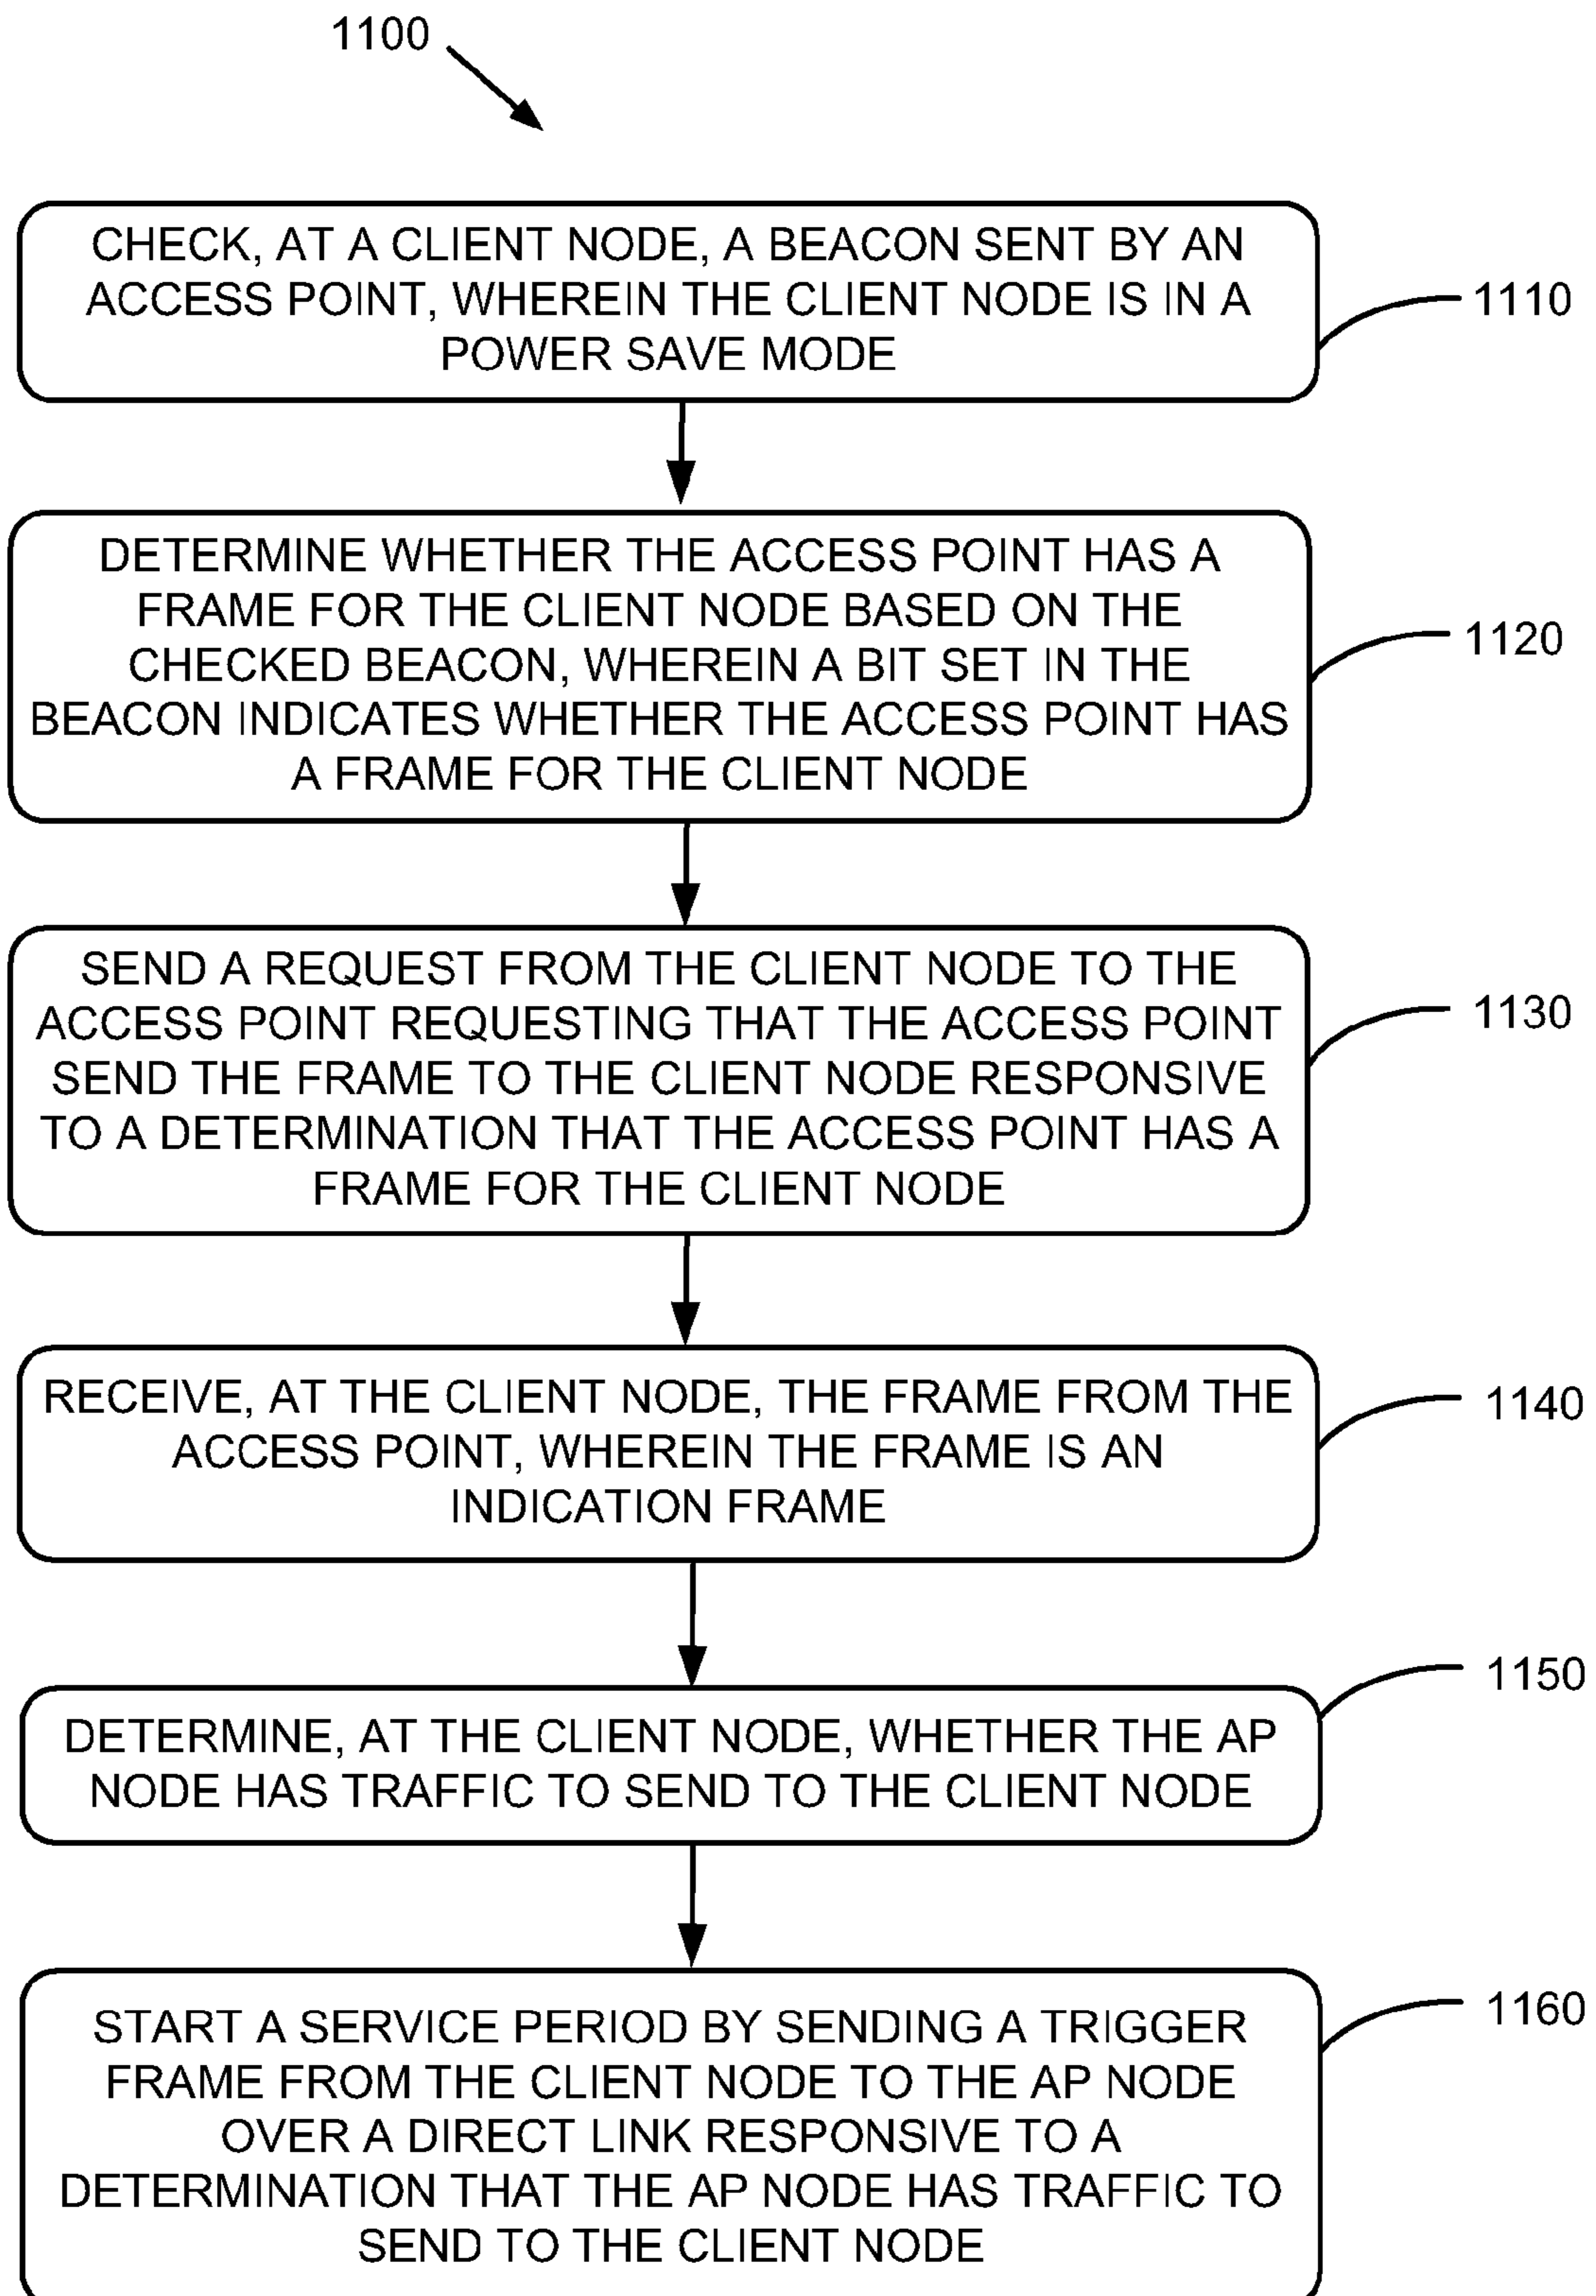 1100
CHECK, AT A CLIENT NODE, A BEACON SENT BY AN
ACCESS POINT, WHEREIN THE CLIENT NODE IS IN A
POWER SAVE MODE
1110
DETERMINE WHETHER THE ACCESS POINT HAS A
FRAME FOR THE CLIENT NODE BASED ON THE
CHECKED BEACON, WHEREIN A BIT SET IN THE
BEACON INDICATES WHETHER THE ACCESS POINT HAS
A FRAME FOR THE CLIENT NODE
1120
SEND A REQUEST FROM THE CLIENT NODE TO THE
ACCESS POINT REQUESTING THAT THE ACCESS POINT
SEND THE FRAME TO THE CLIENT NODE RESPONSIVE
TO A DETERMINATION THAT THE ACCESS POINT HAS A
FRAME FOR THE CLIENT NODE
1130
RECEIVE, AT THE CLIENT NODE, THE FRAME FROM THE
ACCESS POINT, WHEREIN THE FRAME IS AN
INDICATION FRAME
1140
DETERMINE, AT THE CLIENT NODE, WHETHER THE AP
NODE HAS TRAFFIC TO SEND TO THE CLIENT NODE
1150
START A SERVICE PERIOD BY SENDING A TRIGGER
FRAME FROM THE CLIENT NODE TO THE AP NODE
OVER A DIRECT LINK RESPONSIVE TO A
DETERMINATION THAT THE AP NODE HAS TRAFFIC TO
SEND TO THE CLIENT NODE
1160